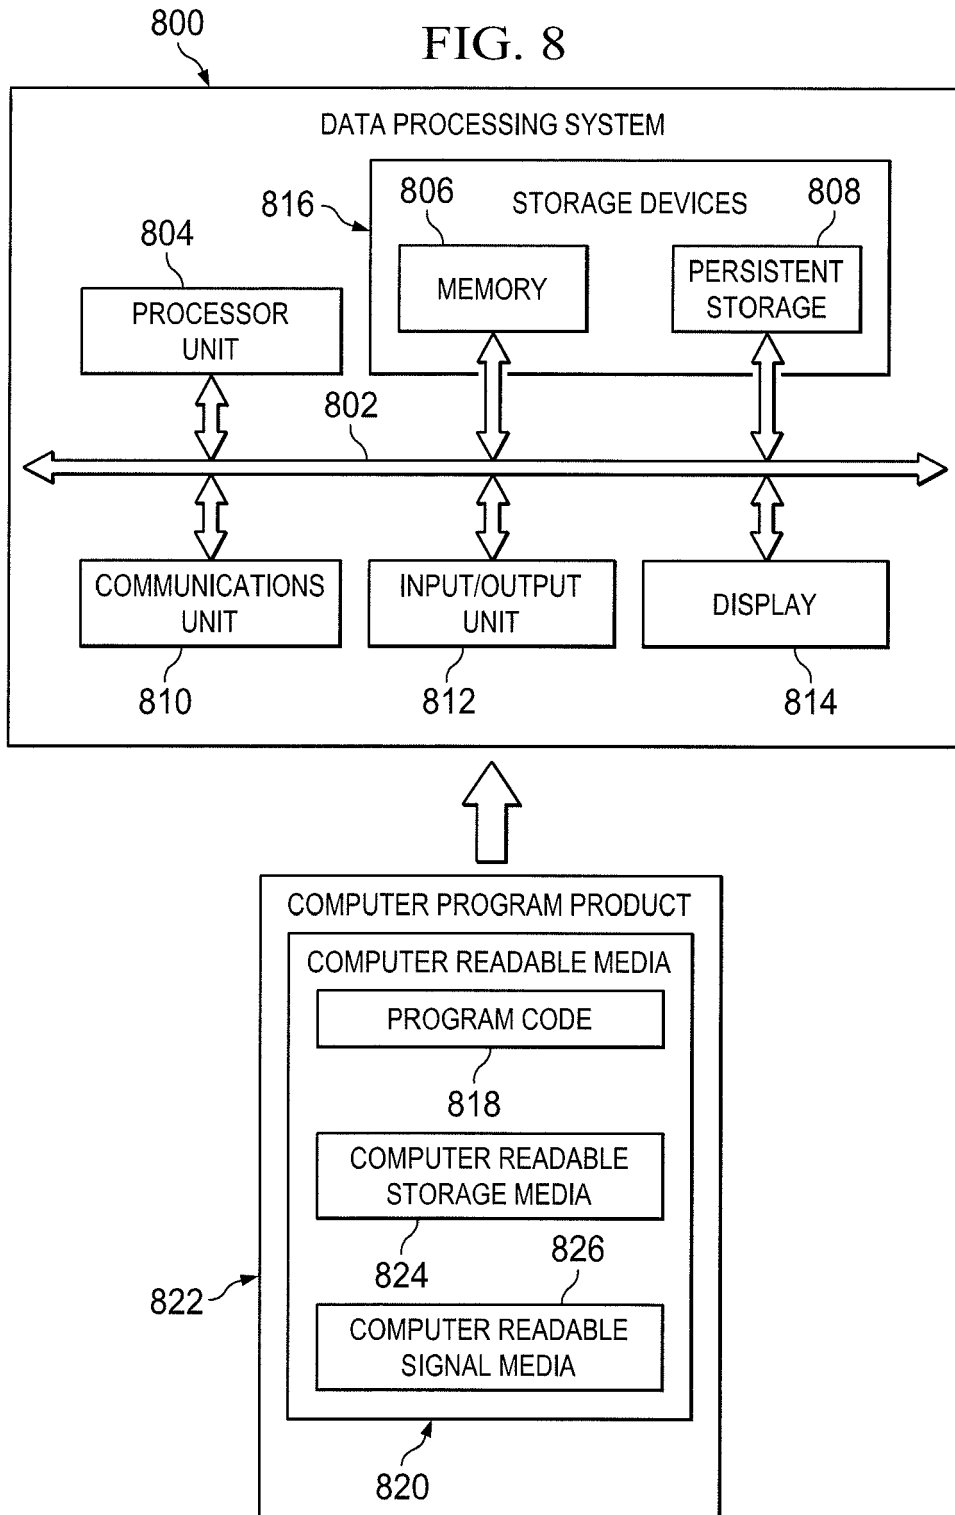 FIG. 8
800
DATA PROCESSING SYSTEM
816
STORAGE DEVICES
806
808
804
MEMORY
PERSISTENT
STORAGE
PROCESSOR
UNIT
802
COMMUNICATIONS
UNIT
INPUT/OUTPUT
UNIT
DISPLAY
810
812
814
COMPUTER PROGRAM PRODUCT
COMPUTER READABLE MEDIA
PROGRAM CODE
818
COMPUTER READABLE
STORAGE MEDIA
824
826
822
COMPUTER READABLE
SIGNAL MEDIA
820